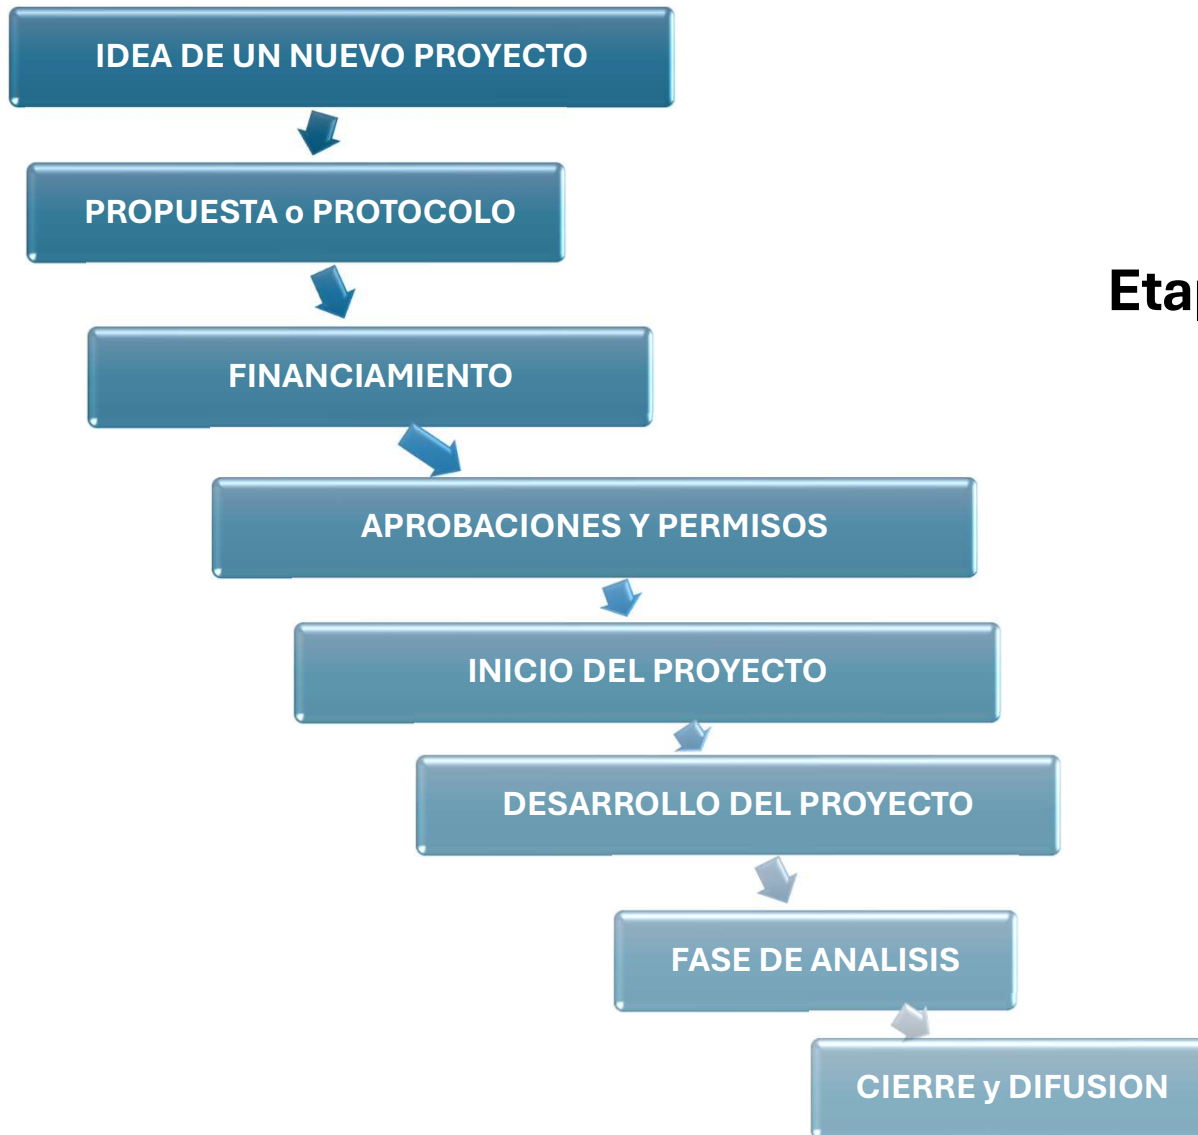 IDEA DE UN NUEVO PROYECTO
PROPUESTA o PROTOCOLO
Etap
FINANCIAMIENTO
APROBACIONES Y PERMISOS
INICIO DEL PROYECTO
DESARROLLO DEL PROYECTO
FASE DE ANALISIS
CIERRE y DIFUSION